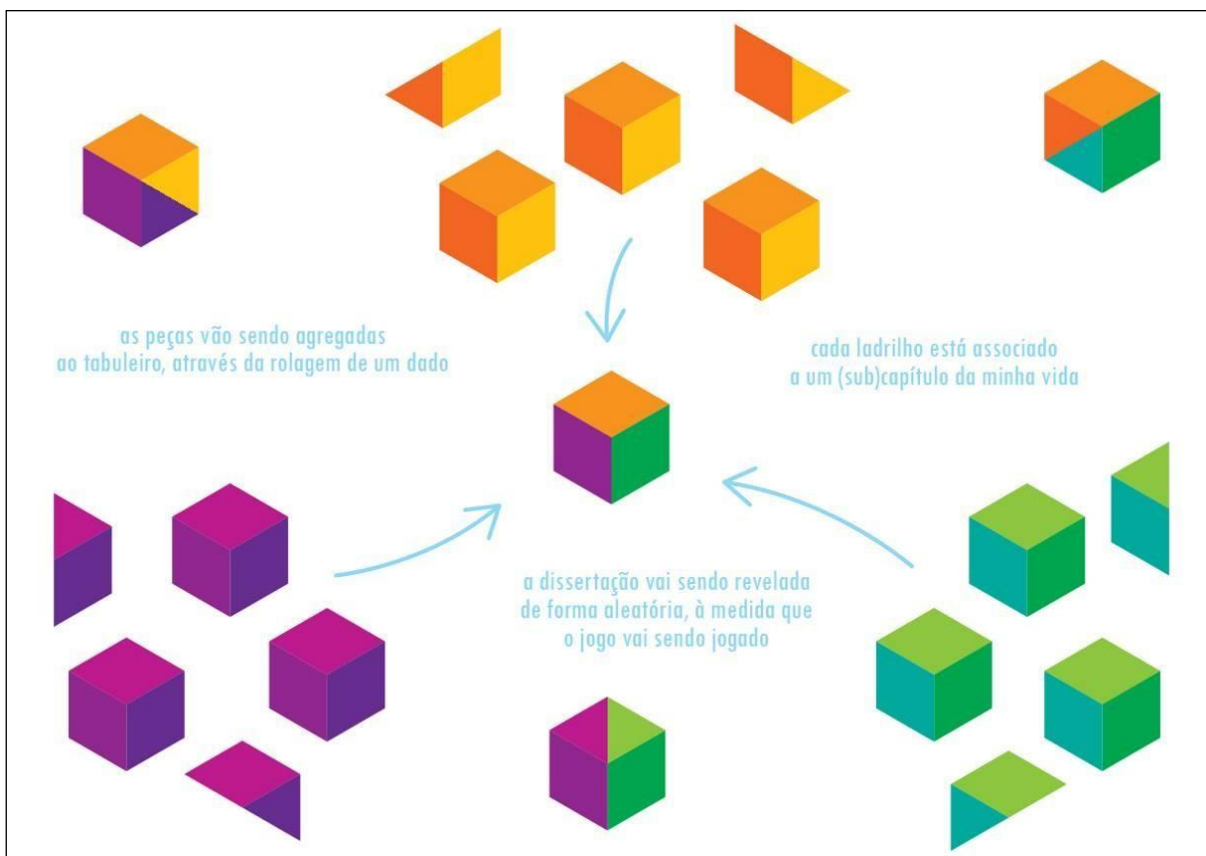 as peças vão sendo agregadas
ao tabuleiro, através da rolagem de um dado
cada ladrilho está associado
a um (sub)capítulo da minha vida
a dissertação vai sendo revelada
de forma aleatória, à medida que
o jogo vai sendo jogado